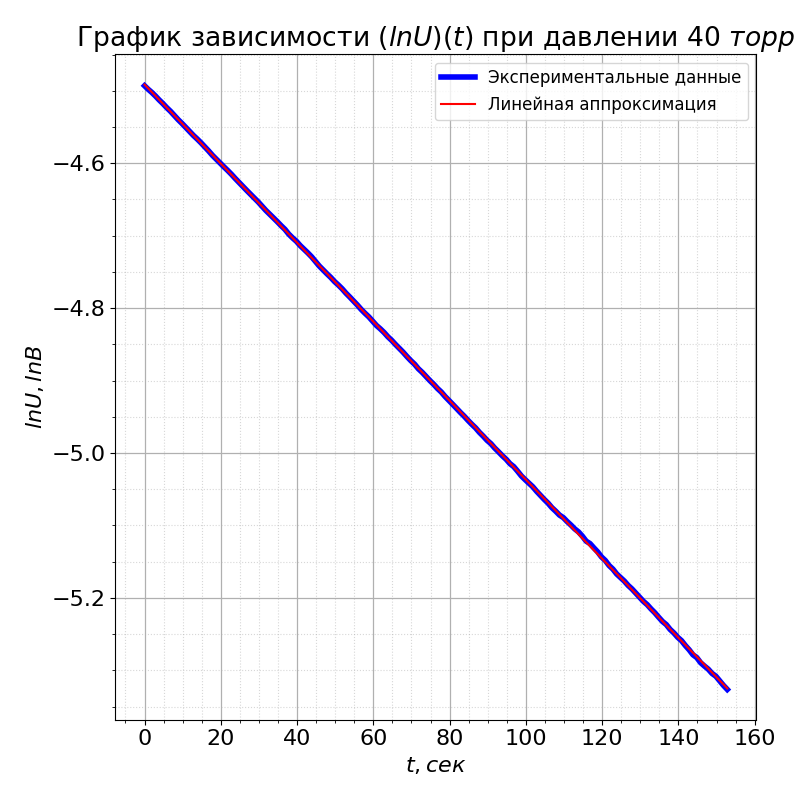 График зависимости (lnU)(t) при давлении 40 торр
Экспериментальные данные
Линейная аппроксимация
−4.6
−4.8
−5.0
−5.2
lnU, lnВ
0 20 40 60 80 100 120 140 160
t, сек